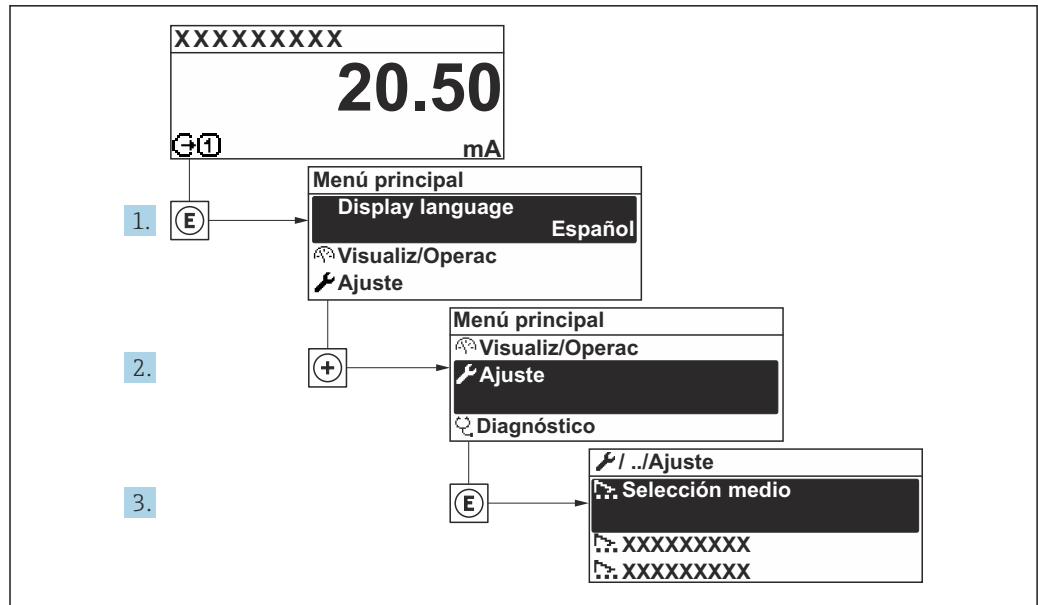 XXXXXXXXX
20.50
1
mA
Menú principal
Display language
Español
1.
E
Visualiz/Operac
Ajuste
Menú principal
Visualiz/Operac
2.
+
Ajuste
Diagnóstico
/ ../Ajuste
3.
E
Selección medio
XXXXXXXXX
XXXXXXXXX